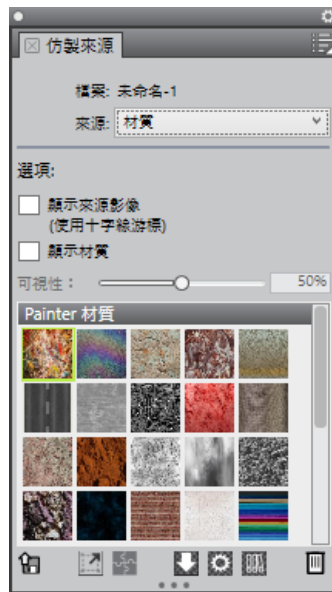 仿製來源
檔案: 未命名-1
來源: 材質
選項:
顯示來源影像
(使用十字線游標)
顯示材質
可視性： 50%
Painter 材質